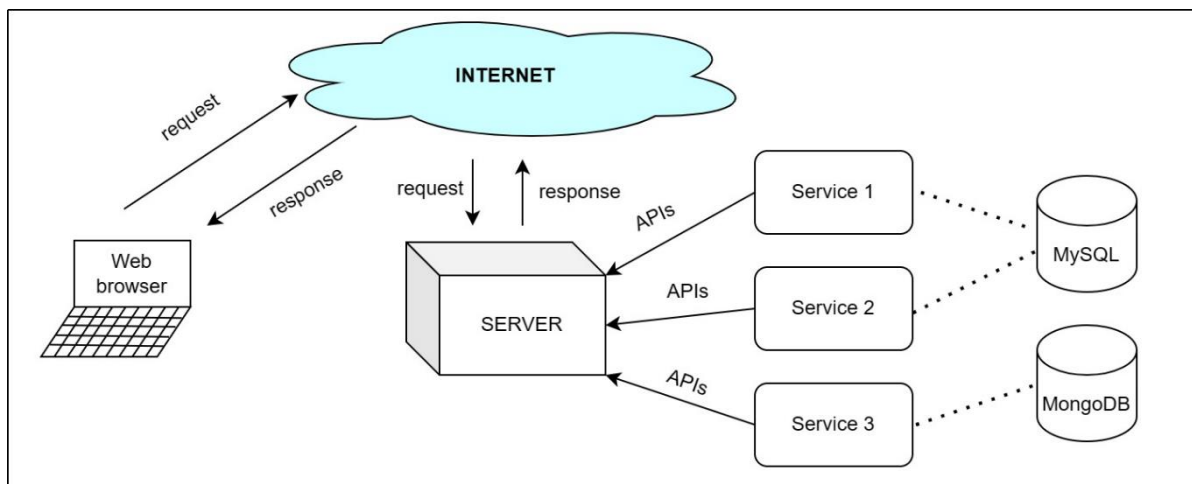 INTERNET
request
response
request
response
Web
browser
SERVER
APIs
APIs
APIs
Service 1
Service 2
Service 3
MySQL
MongoDB